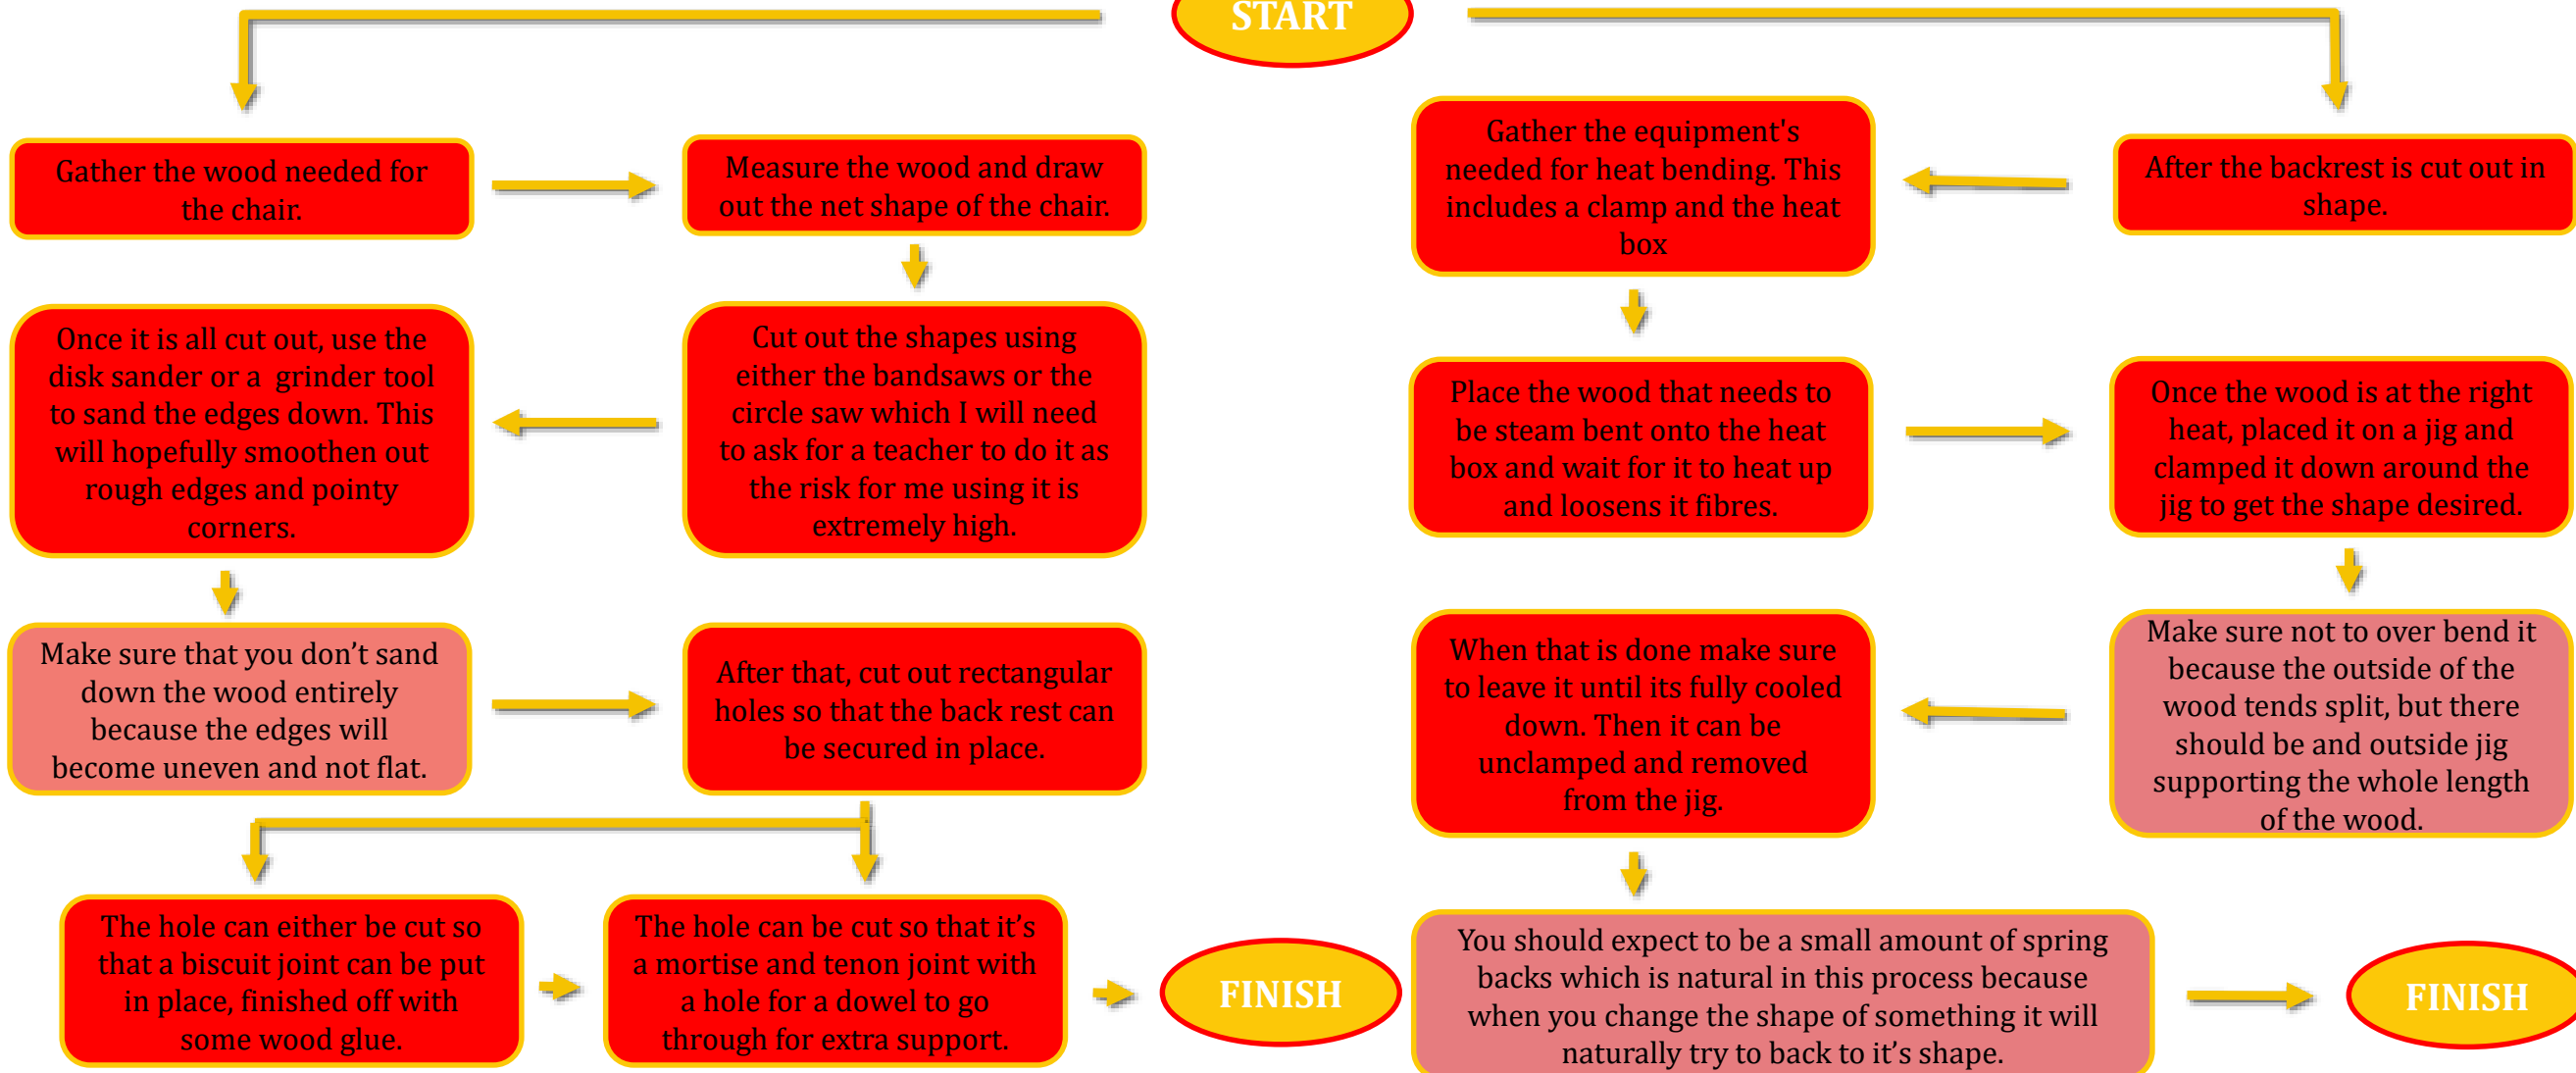 START
Gather the wood needed for
the chair.
Measure the wood and draw
out the net shape of the chair.
Cut out the shapes using
either the bandsaws or the
circle saw which I will need
to ask for a teacher to do it as
the risk for me using it is
extremely high.
Once it is all cut out, use the
disk sander or a grinder tool
to sand the edges down. This
will hopefully smoothen out
rough edges and pointy
corners.
Make sure that you don’t sand
down the wood entirely
because the edges will
become uneven and not flat.
After that, cut out rectangular
holes so that the back rest can
be secured in place.
The hole can either be cut so
that a biscuit joint can be put
in place, finished off with
some wood glue.
The hole can be cut so that it’s
a mortise and tenon joint with
a hole for a dowel to go
through for extra support.
FINISH
After the backrest is cut out in
shape.
Gather the equipment's
needed for heat bending. This
includes a clamp and the heat
box
Place the wood that needs to
be steam bent onto the heat
box and wait for it to heat up
and loosens it fibres.
Once the wood is at the right
heat, placed it on a jig and
clamped it down around the
jig to get the shape desired.
Make sure not to over bend it
because the outside of the
wood tends split, but there
should be and outside jig
supporting the whole length
of the wood.
When that is done make sure
to leave it until its fully cooled
down. Then it can be
unclamped and removed
from the jig.
You should expect to be a small amount of spring
backs which is natural in this process because
when you change the shape of something it will
naturally try to back to it’s shape.
FINISH